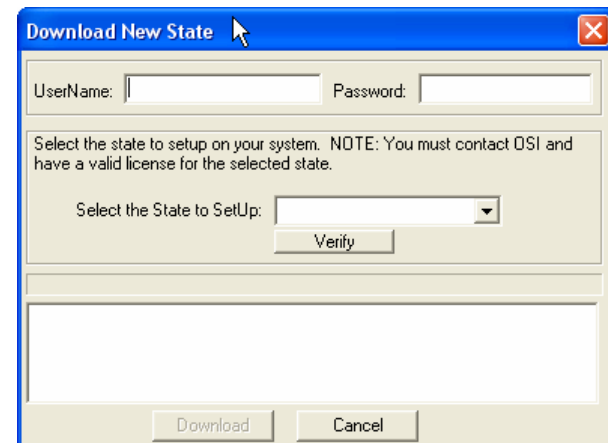 Download New State
UserName:
Password:
Select the state to setup on your system.  NOTE: You must contact OSI and
have a valid license for the selected state.
Select the State to SetUp:
Verify
Download
Cancel